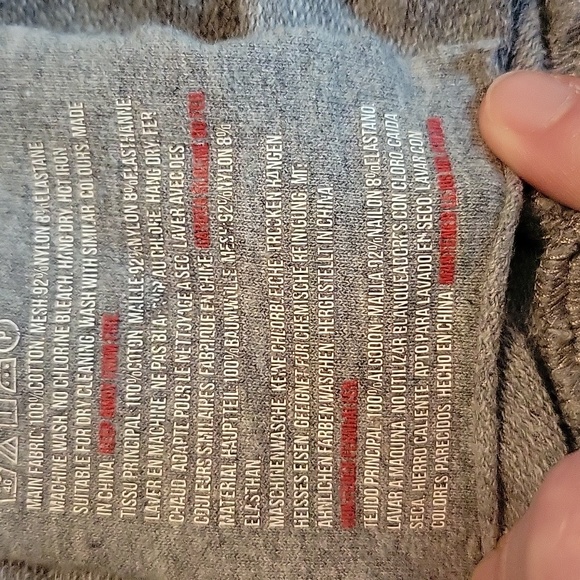 MAIN FABRIC: 100% COTTON. MESH 92% NYLON 8% ELASTANE
MACHINE WASH. NO CHLORINE BLEACH. HANG DRY. HOT IRON.
SUITABLE FOR DRY CLEANING. WASH WITH SIMILAR COLOURS. MADE
IN CHINA KEEP AWAY FROM FIRE
TISSU PRINCIPAL: 100% COTON. MAILLE 92% NYLON 8% ELASTHANNE
LAVER EN MACHINE. NE PAS BLANCHIR AU CHLORE. HANG DRY. FER
CHAUD. ADAPTÉ POUR LE NETTOYAGE A SEC. LAVER AVEC DES
COULEURS SIMILAIRES. FABRIQUÉ EN CHINE
MATERIAL HAUPTTEIL: 100% BAUMWOLLE. MESH 92% NYLON 8%
ELASTHAN
MASCHINENWÄSCHE. KEINE CHLORBLEICHE. TROCKEN HÄNGEN.
HEISSES EISEN. GEEIGNET FÜR CHEMISCHE REINIGUNG. MIT
ÄHNLICHEN FARBEN WASCHEN. HERGESTELLT IN CHINA
TEJIDO PRINCIPAL: 100% ALGODÓN. MALLA 92% NAILON 8% ELASTANO.
LAVAR A MÁQUINA. NO UTILIZAR BLANQUEADORES CON CLORO. CAIDA
SECA. HIERRO CALIENTE. APTO PARA LAVADO EN SECO. LAVAR CON
COLORES PARECIDOS. HECHO EN CHINA